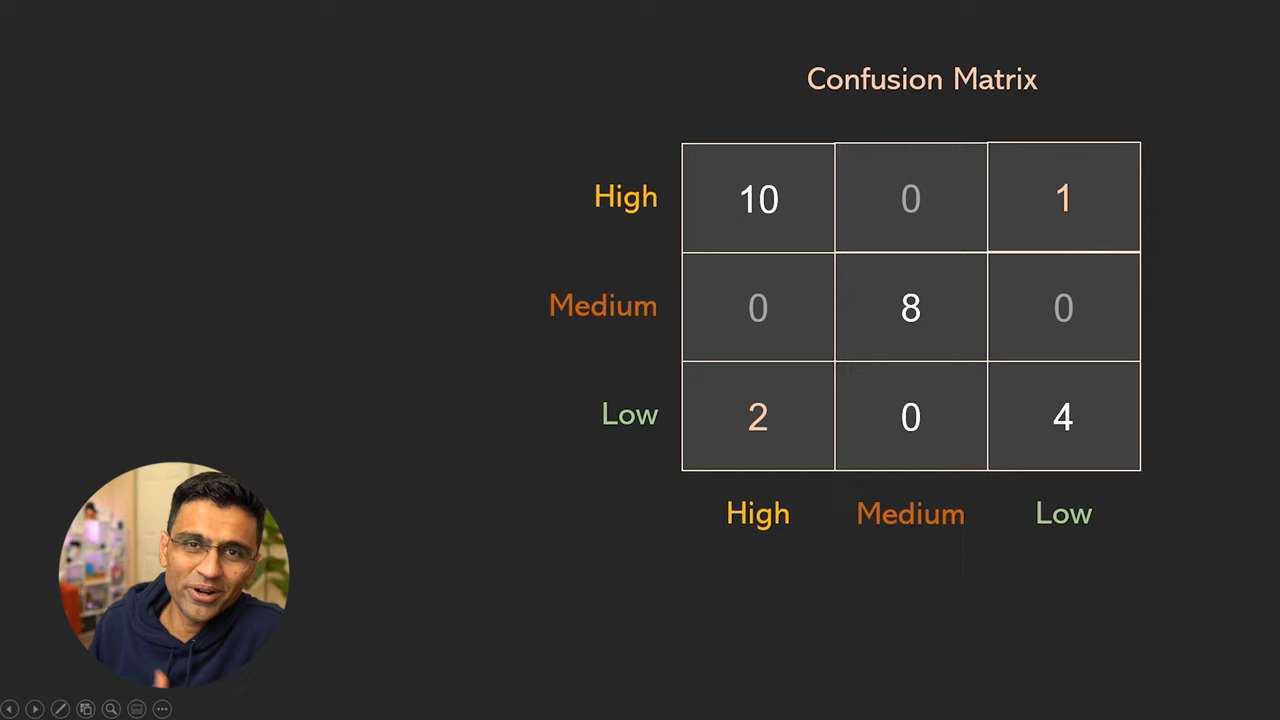 Confusion Matrix
High 10 0 1
Medium 0 8 0
Low 2 0 4
High Medium Low